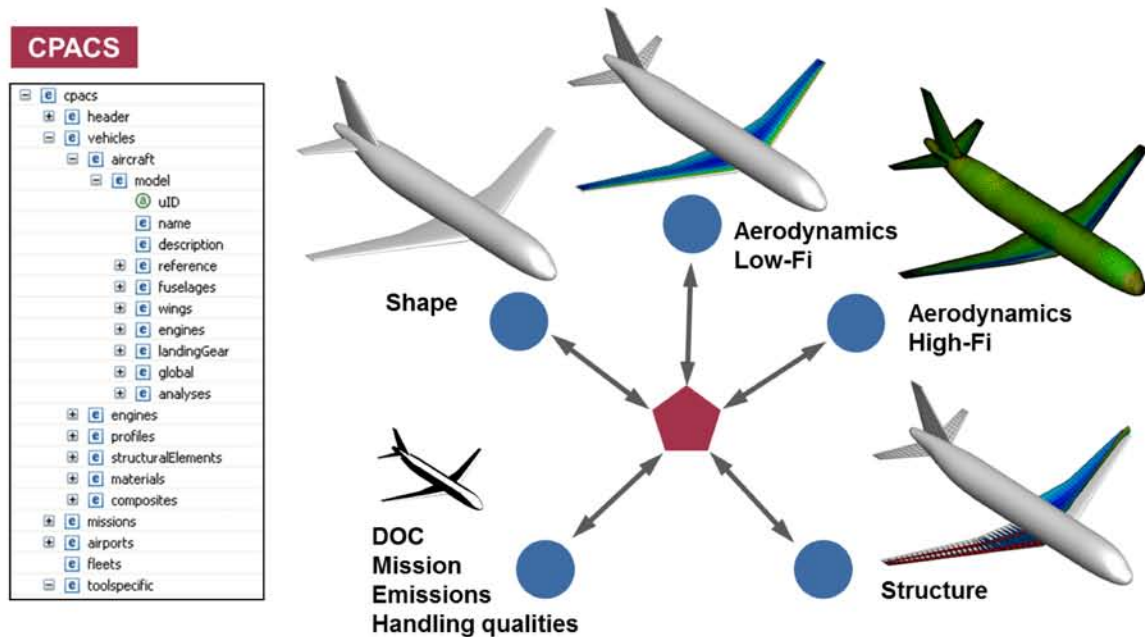 CPACS
cpacs
header
vehicles
aircraft
model
uID
name
description
reference
fuselages
wings
engines
landingGear
global
analyses
engines
profiles
structuralElements
materials
composites
missions
airports
fleets
toolspecific
Shape
Aerodynamics
Low-Fi
Aerodynamics
High-Fi
DOC
Mission
Emissions
Handling qualities
Structure